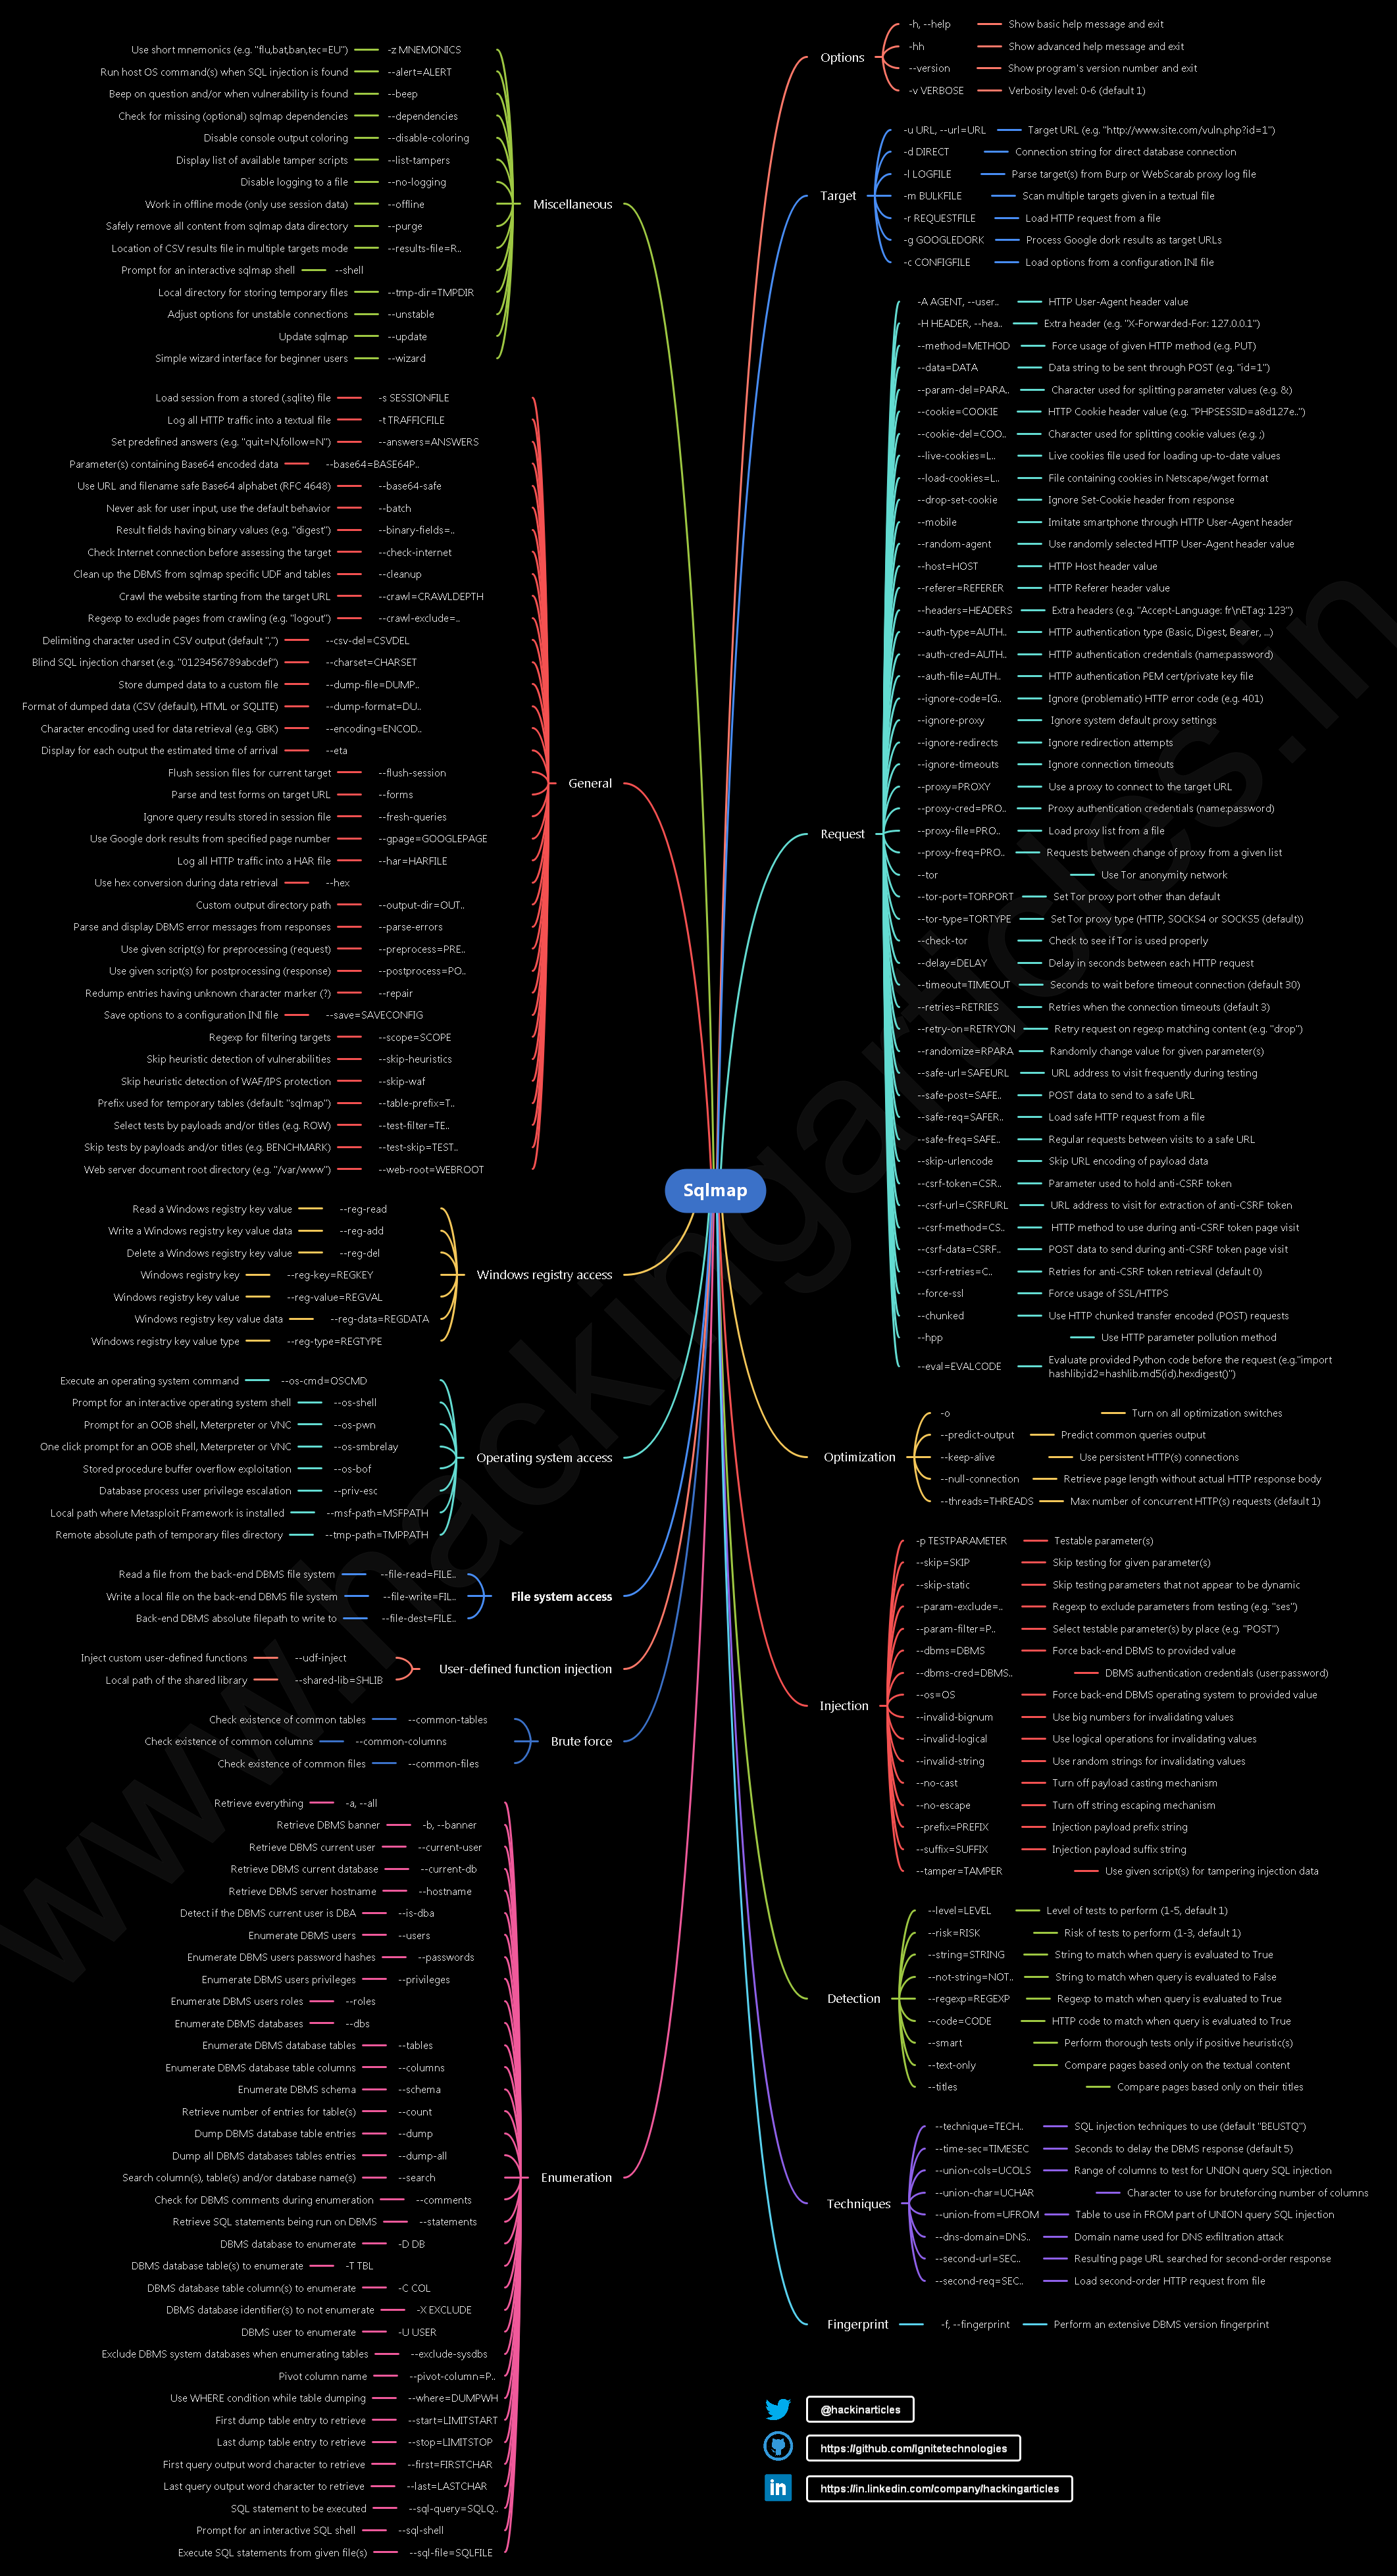 Sqlmap
Options
-h, --help Show basic help message and exit
-hh Show advanced help message and exit
--version Show program's version number and exit
-v VERBOSE Verbosity level: 0-6 (default 1)
Target
-u URL, --url=URL Target URL (e.g. "http://www.site.com/vuln.php?id=1")
-d DIRECT Connection string for direct database connection
-l LOGFILE Parse target(s) from Burp or WebScarab proxy log file
-m BULKFILE Scan multiple targets given in a textual file
-r REQUESTFILE Load HTTP request from a file
-g GOOGLEDORK Process Google dork results as target URLs
-c CONFIGFILE Load options from a configuration INI file
Request
-A AGENT, --user.. HTTP User-Agent header value
-H HEADER, --hea.. Extra header (e.g. "X-Forwarded-For: 127.0.0.1")
--method=METHOD Force usage of given HTTP method (e.g. PUT)
--data=DATA Data string to be sent through POST (e.g. "id=1")
--param-del=PARA.. Character used for splitting parameter values (e.g. &)
--cookie=COOKIE HTTP Cookie header value (e.g. "PHPSESSID=a8d127e..")
--cookie-del=COO.. Character used for splitting cookie values (e.g. ;)
--live-cookies=L.. Live cookies file used for loading up-to-date values
--load-cookies=L.. File containing cookies in Netscape/wget format
--drop-set-cookie Ignore Set-Cookie header from response
--mobile Imitate smartphone through HTTP User-Agent header
--random-agent Use randomly selected HTTP User-Agent header value
--host=HOST HTTP Host header value
--referer=REFERER HTTP Referer header value
--headers=HEADERS Extra headers (e.g. "Accept-Language: fr\nETag: 123")
--auth-type=AUTH.. HTTP authentication type (Basic, Digest, Bearer, ...)
--auth-cred=AUTH.. HTTP authentication credentials (name:password)
--auth-file=AUTH.. HTTP authentication PEM cert/private key file
--ignore-code=IG.. Ignore (problematic) HTTP error code (e.g. 401)
--ignore-proxy Ignore system default proxy settings
--ignore-redirects Ignore redirection attempts
--ignore-timeouts Ignore connection timeouts
--proxy=PROXY Use a proxy to connect to the target URL
--proxy-cred=PRO.. Proxy authentication credentials (name:password)
--proxy-file=PRO.. Load proxy list from a file
--proxy-freq=PRO.. Requests between change of proxy from a given list
--tor Use Tor anonymity network
--tor-port=TORPORT Set Tor proxy port other than default
--tor-type=TORTYPE Set Tor proxy type (HTTP, SOCKS4 or SOCKS5 (default))
--check-tor Check to see if Tor is used properly
--delay=DELAY Delay in seconds between each HTTP request
--timeout=TIMEOUT Seconds to wait before timeout connection (default 30)
--retries=RETRIES Retries when the connection timeouts (default 3)
--retry-on=RETRYON Retry request on regexp matching content (e.g. "drop")
--randomize=RPARA Randomly change value for given parameter(s)
--safe-url=SAFEURL URL address to visit frequently during testing
--safe-post=SAFE.. POST data to send to a safe URL
--safe-req=SAFER.. Load safe HTTP request from a file
--safe-freq=SAFE.. Regular requests between visits to a safe URL
--skip-urlencode Skip URL encoding of payload data
--csrf-token=CSR.. Parameter used to hold anti-CSRF token
--csrf-url=CSRFURL URL address to visit for extraction of anti-CSRF token
--csrf-method=CS.. HTTP method to use during anti-CSRF token page visit
--csrf-data=CSRF.. POST data to send during anti-CSRF token page visit
--csrf-retries=C.. Retries for anti-CSRF token retrieval (default 0)
--force-ssl Force usage of SSL/HTTPS
--chunked Use HTTP chunked transfer encoded (POST) requests
--hpp Use HTTP parameter pollution method
--eval=EVALCODE Evaluate provided Python code before the request (e.g."import
hashlib;id2=hashlib.md5(id).hexdigest()")
Optimization
-o Turn on all optimization switches
--predict-output Predict common queries output
--keep-alive Use persistent HTTP(s) connections
--null-connection Retrieve page length without actual HTTP response body
--threads=THREADS Max number of concurrent HTTP(s) requests (default 1)
Injection
-p TESTPARAMETER Testable parameter(s)
--skip=SKIP Skip testing for given parameter(s)
--skip-static Skip testing parameters that not appear to be dynamic
--param-exclude=.. Regexp to exclude parameters from testing (e.g. "ses")
--param-filter=P.. Select testable parameter(s) by place (e.g. "POST")
--dbms=DBMS Force back-end DBMS to provided value
--dbms-cred=DBMS.. DBMS authentication credentials (user:password)
--os=OS Force back-end DBMS operating system to provided value
--invalid-bignum Use big numbers for invalidating values
--invalid-logical Use logical operations for invalidating values
--invalid-string Use random strings for invalidating values
--no-cast Turn off payload casting mechanism
--no-escape Turn off string escaping mechanism
--prefix=PREFIX Injection payload prefix string
--suffix=SUFFIX Injection payload suffix string
--tamper=TAMPER Use given script(s) for tampering injection data
Detection
--level=LEVEL Level of tests to perform (1-5, default 1)
--risk=RISK Risk of tests to perform (1-3, default 1)
--string=STRING String to match when query is evaluated to True
--not-string=NOT.. String to match when query is evaluated to False
--regexp=REGEXP Regexp to match when query is evaluated to True
--code=CODE HTTP code to match when query is evaluated to True
--smart Perform thorough tests only if positive heuristic(s)
--text-only Compare pages based only on the textual content
--titles Compare pages based only on their titles
Techniques
--technique=TECH.. SQL injection techniques to use (default "BEUSTQ")
--time-sec=TIMESEC Seconds to delay the DBMS response (default 5)
--union-cols=UCOLS Range of columns to test for UNION query SQL injection
--union-char=UCHAR Character to use for bruteforcing number of columns
--union-from=UFROM Table to use in FROM part of UNION query SQL injection
--dns-domain=DNS.. Domain name used for DNS exfiltration attack
--second-url=SEC.. Resulting page URL searched for second-order response
--second-req=SEC.. Load second-order HTTP request from file
Fingerprint
-f, --fingerprint Perform an extensive DBMS version fingerprint
Miscellaneous
Use short mnemonics (e.g. "flu,bat,ban,tec=EU") -z MNEMONICS
Run host OS command(s) when SQL injection is found --alert=ALERT
Beep on question and/or when vulnerability is found --beep
Check for missing (optional) sqlmap dependencies --dependencies
Disable console output coloring --disable-coloring
Display list of available tamper scripts --list-tampers
Disable logging to a file --no-logging
Work in offline mode (only use session data) --offline
Safely remove all content from sqlmap data directory --purge
Location of CSV results file in multiple targets mode --results-file=R..
Prompt for an interactive sqlmap shell --shell
Local directory for storing temporary files --tmp-dir=TMPDIR
Adjust options for unstable connections --unstable
Update sqlmap --update
Simple wizard interface for beginner users --wizard
General
Load session from a stored (.sqlite) file -s SESSIONFILE
Log all HTTP traffic into a textual file -t TRAFFICFILE
Set predefined answers (e.g. "quit=N,follow=N") --answers=ANSWERS
Parameter(s) containing Base64 encoded data --base64=BASE64P..
Use URL and filename safe Base64 alphabet (RFC 4648) --base64-safe
Never ask for user input, use the default behavior --batch
Result fields having binary values (e.g. "digest") --binary-fields=..
Check Internet connection before assessing the target --check-internet
Clean up the DBMS from sqlmap specific UDF and tables --cleanup
Crawl the website starting from the target URL --crawl=CRAWLDEPTH
Regexp to exclude pages from crawling (e.g. "logout") --crawl-exclude=..
Delimiting character used in CSV output (default ",") --csv-del=CSVDEL
Blind SQL injection charset (e.g. "0123456789abcdef") --charset=CHARSET
Store dumped data to a custom file --dump-file=DUMP..
Format of dumped data (CSV (default), HTML or SQLITE) --dump-format=DU..
Character encoding used for data retrieval (e.g. GBK) --encoding=ENCOD..
Display for each output the estimated time of arrival --eta
Flush session files for current target --flush-session
Parse and test forms on target URL --forms
Ignore query results stored in session file --fresh-queries
Use Google dork results from specified page number --gpage=GOOGLEPAGE
Log all HTTP traffic into a HAR file --har=HARFILE
Use hex conversion during data retrieval --hex
Custom output directory path --output-dir=OUT..
Parse and display DBMS error messages from responses --parse-errors
Use given script(s) for preprocessing (request) --preprocess=PRE..
Use given script(s) for postprocessing (response) --postprocess=PO..
Redump entries having unknown character marker (?) --repair
Save options to a configuration INI file --save=SAVECONFIG
Regexp for filtering targets --scope=SCOPE
Skip heuristic detection of vulnerabilities --skip-heuristics
Skip heuristic detection of WAF/IPS protection --skip-waf
Prefix used for temporary tables (default: "sqlmap") --table-prefix=T..
Select tests by payloads and/or titles (e.g. ROW) --test-filter=TE..
Skip tests by payloads and/or titles (e.g. BENCHMARK) --test-skip=TEST..
Web server document root directory (e.g. "/var/www") --web-root=WEBROOT
Windows registry access
Read a Windows registry key value --reg-read
Write a Windows registry key value data --reg-add
Delete a Windows registry key value --reg-del
Windows registry key --reg-key=REGKEY
Windows registry key value --reg-value=REGVAL
Windows registry key value data --reg-data=REGDATA
Windows registry key value type --reg-type=REGTYPE
Operating system access
Execute an operating system command --os-cmd=OSCMD
Prompt for an interactive operating system shell --os-shell
Prompt for an OOB shell, Meterpreter or VNC --os-pwn
One click prompt for an OOB shell, Meterpreter or VNC --os-smbrelay
Stored procedure buffer overflow exploitation --os-bof
Database process user privilege escalation --priv-esc
Local path where Metasploit Framework is installed --msf-path=MSFPATH
Remote absolute path of temporary files directory --tmp-path=TMPPATH
File system access
Read a file from the back-end DBMS file system --file-read=FILE..
Write a local file on the back-end DBMS file system --file-write=FIL..
Back-end DBMS absolute filepath to write to --file-dest=FILE..
User-defined function injection
Inject custom user-defined functions --udf-inject
Local path of the shared library --shared-lib=SHLIB
Brute force
Check existence of common tables --common-tables
Check existence of common columns --common-columns
Check existence of common files --common-files
Enumeration
Retrieve everything -a, --all
Retrieve DBMS banner -b, --banner
Retrieve DBMS current user --current-user
Retrieve DBMS current database --current-db
Retrieve DBMS server hostname --hostname
Detect if the DBMS current user is DBA --is-dba
Enumerate DBMS users --users
Enumerate DBMS users password hashes --passwords
Enumerate DBMS users privileges --privileges
Enumerate DBMS users roles --roles
Enumerate DBMS databases --dbs
Enumerate DBMS database tables --tables
Enumerate DBMS database table columns --columns
Enumerate DBMS schema --schema
Retrieve number of entries for table(s) --count
Dump DBMS database table entries --dump
Dump all DBMS databases tables entries --dump-all
Search column(s), table(s) and/or database name(s) --search
Check for DBMS comments during enumeration --comments
Retrieve SQL statements being run on DBMS --statements
DBMS database to enumerate -D DB
DBMS database table(s) to enumerate -T TBL
DBMS database table column(s) to enumerate -C COL
DBMS database identifier(s) to not enumerate -X EXCLUDE
DBMS user to enumerate -U USER
Exclude DBMS system databases when enumerating tables --exclude-sysdbs
Pivot column name --pivot-column=P..
Use WHERE condition while table dumping --where=DUMPWH
First dump table entry to retrieve --start=LIMITSTART
Last dump table entry to retrieve --stop=LIMITSTOP
First query output word character to retrieve --first=FIRSTCHAR
Last query output word character to retrieve --last=LASTCHAR
SQL statement to be executed --sql-query=SQLQ..
Prompt for an interactive SQL shell --sql-shell
Execute SQL statements from given file(s) --sql-file=SQLFILE
@hackinarticles
https://github.com/Ignitetechnologies
in
https://in.linkedin.com/company/hackingarticles
www.hackingarticles.in